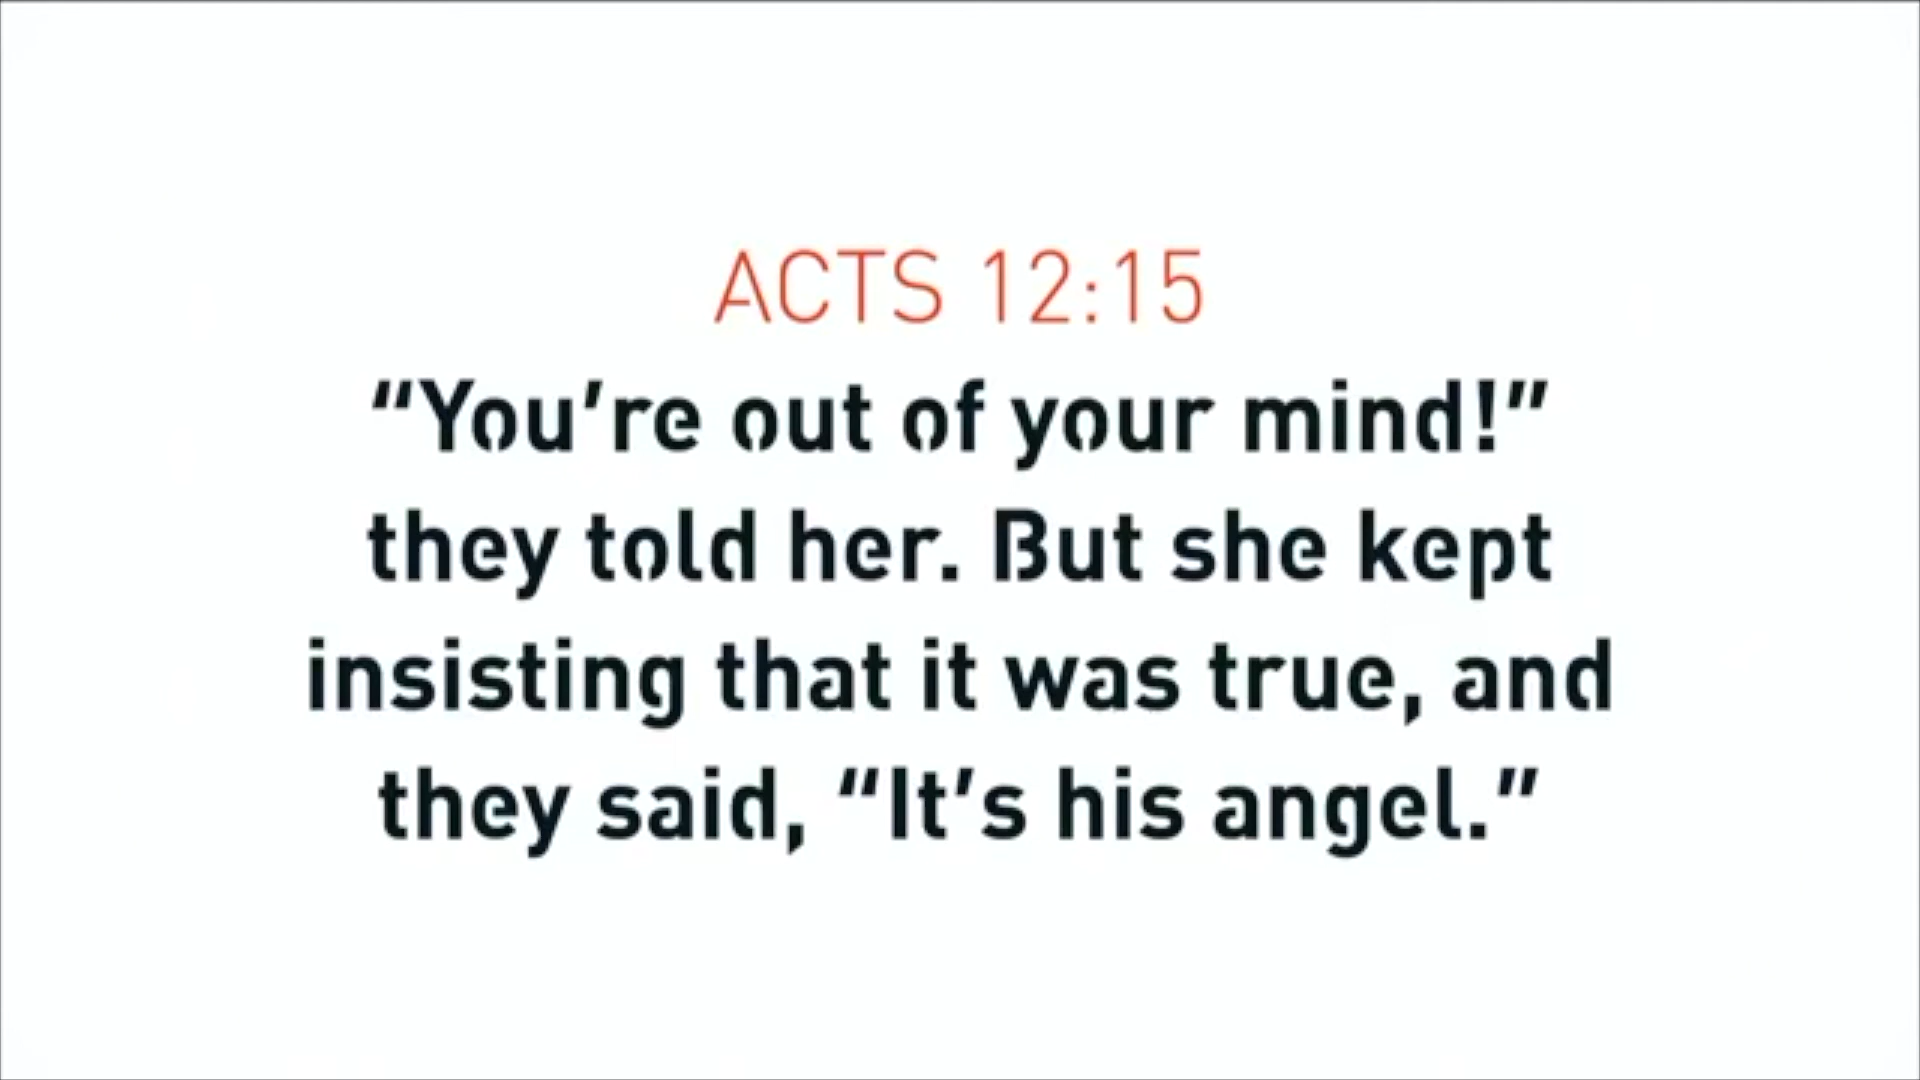 ACTS 12:15
“You’re out of your mind!”
they told her. But she kept
insisting that it was true, and
they said, “It’s his angel.”